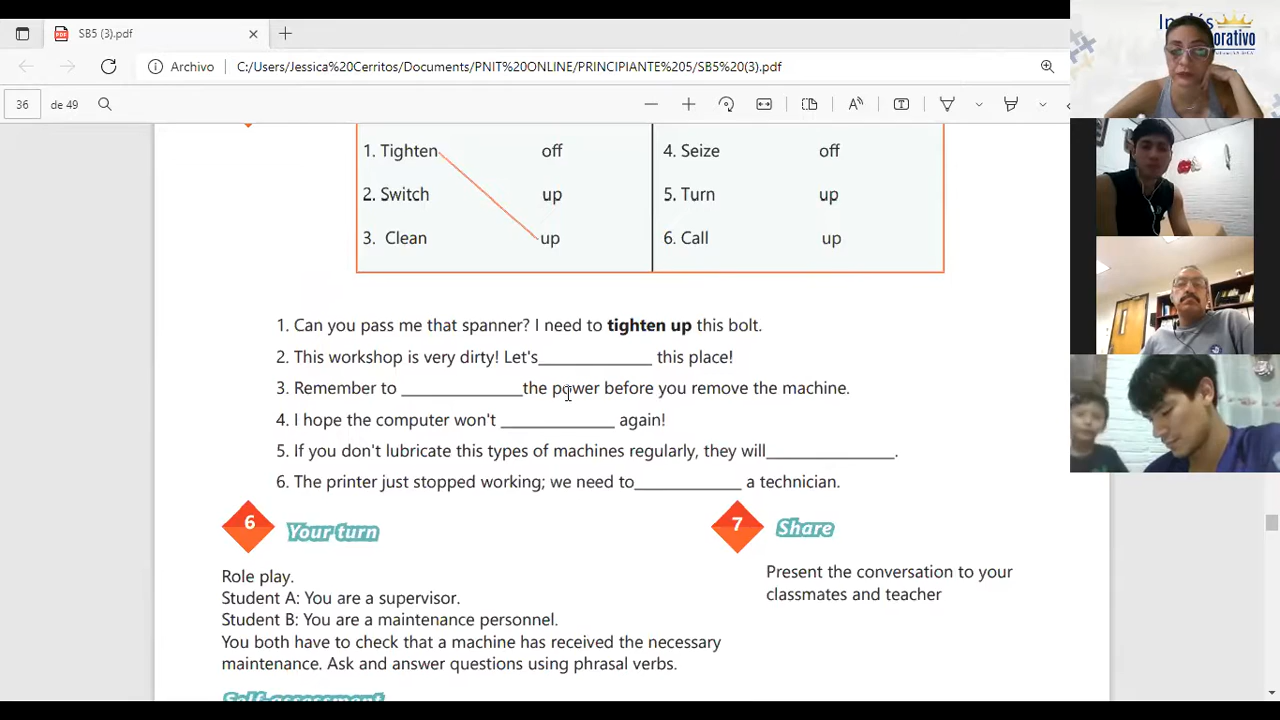 SB5 (3).pdf
Archivo
C:/Users/Jessica%20Cerritos/Documents/PNIT%20ONLINE/PRINCIPIANTE%205/SB5%20(3).pdf
36
de 49
1. Tighten off
2. Switch up
3. Clean up
4. Seize off
5. Turn up
6. Call up
1. Can you pass me that spanner? I need to tighten up this bolt.
2. This workshop is very dirty! Let's____________ this place!
3. Remember to _____________the power before you remove the machine.
4. I hope the computer won't ____________ again!
5. If you don't lubricate this types of machines regularly, they will______________.
6. The printer just stopped working; we need to____________ a technician.
6
Your turn
Role play.
Student A: You are a supervisor.
Student B: You are a maintenance personnel.
You both have to check that a machine has received the necessary
maintenance. Ask and answer questions using phrasal verbs.
7
Share
Present the conversation to your
classmates and teacher
Self-assessment